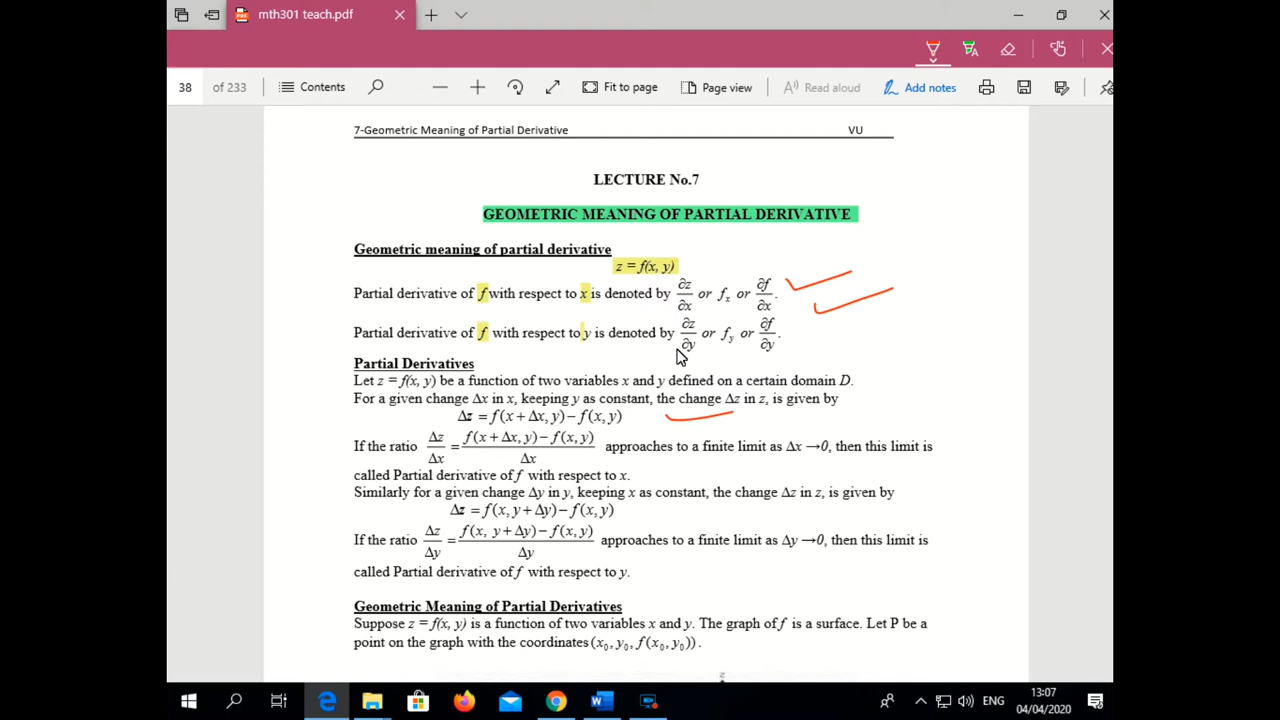 mth301 teach.pdf
38 of 233 Contents Fit to page Page view Read aloud Add notes
7-Geometric Meaning of Partial Derivative VU
LECTURE No.7
GEOMETRIC MEANING OF PARTIAL DERIVATIVE
Geometric meaning of partial derivative
z = f(x, y)
Partial derivative of f with respect to x is denoted by ∂z/∂x or fₓ or ∂f/∂x.
Partial derivative of f with respect to y is denoted by ∂z/∂y or f_y or ∂f/∂y.
Partial Derivatives
Let z = f(x, y) be a function of two variables x and y defined on a certain domain D.
For a given change Δx in x, keeping y as constant, the change Δz in z, is given by
Δz = f(x + Δx, y) – f(x, y)
If the ratio Δz/Δx = (f(x + Δx, y) – f(x, y))/Δx approaches to a finite limit as Δx →0, then this limit is
called Partial derivative of f with respect to x.
Similarly for a given change Δy in y, keeping x as constant, the change Δz in z, is given by
Δz = f(x, y + Δy) – f(x, y)
If the ratio Δz/Δy = (f(x, y + Δy) – f(x, y))/Δy approaches to a finite limit as Δy →0, then this limit is
called Partial derivative of f with respect to y.
Geometric Meaning of Partial Derivatives
Suppose z = f(x, y) is a function of two variables x and y. The graph of f is a surface. Let P be a
point on the graph with the coordinates (x₀, y₀, f(x₀, y₀)).
z
ENG
13:07
04/04/2020